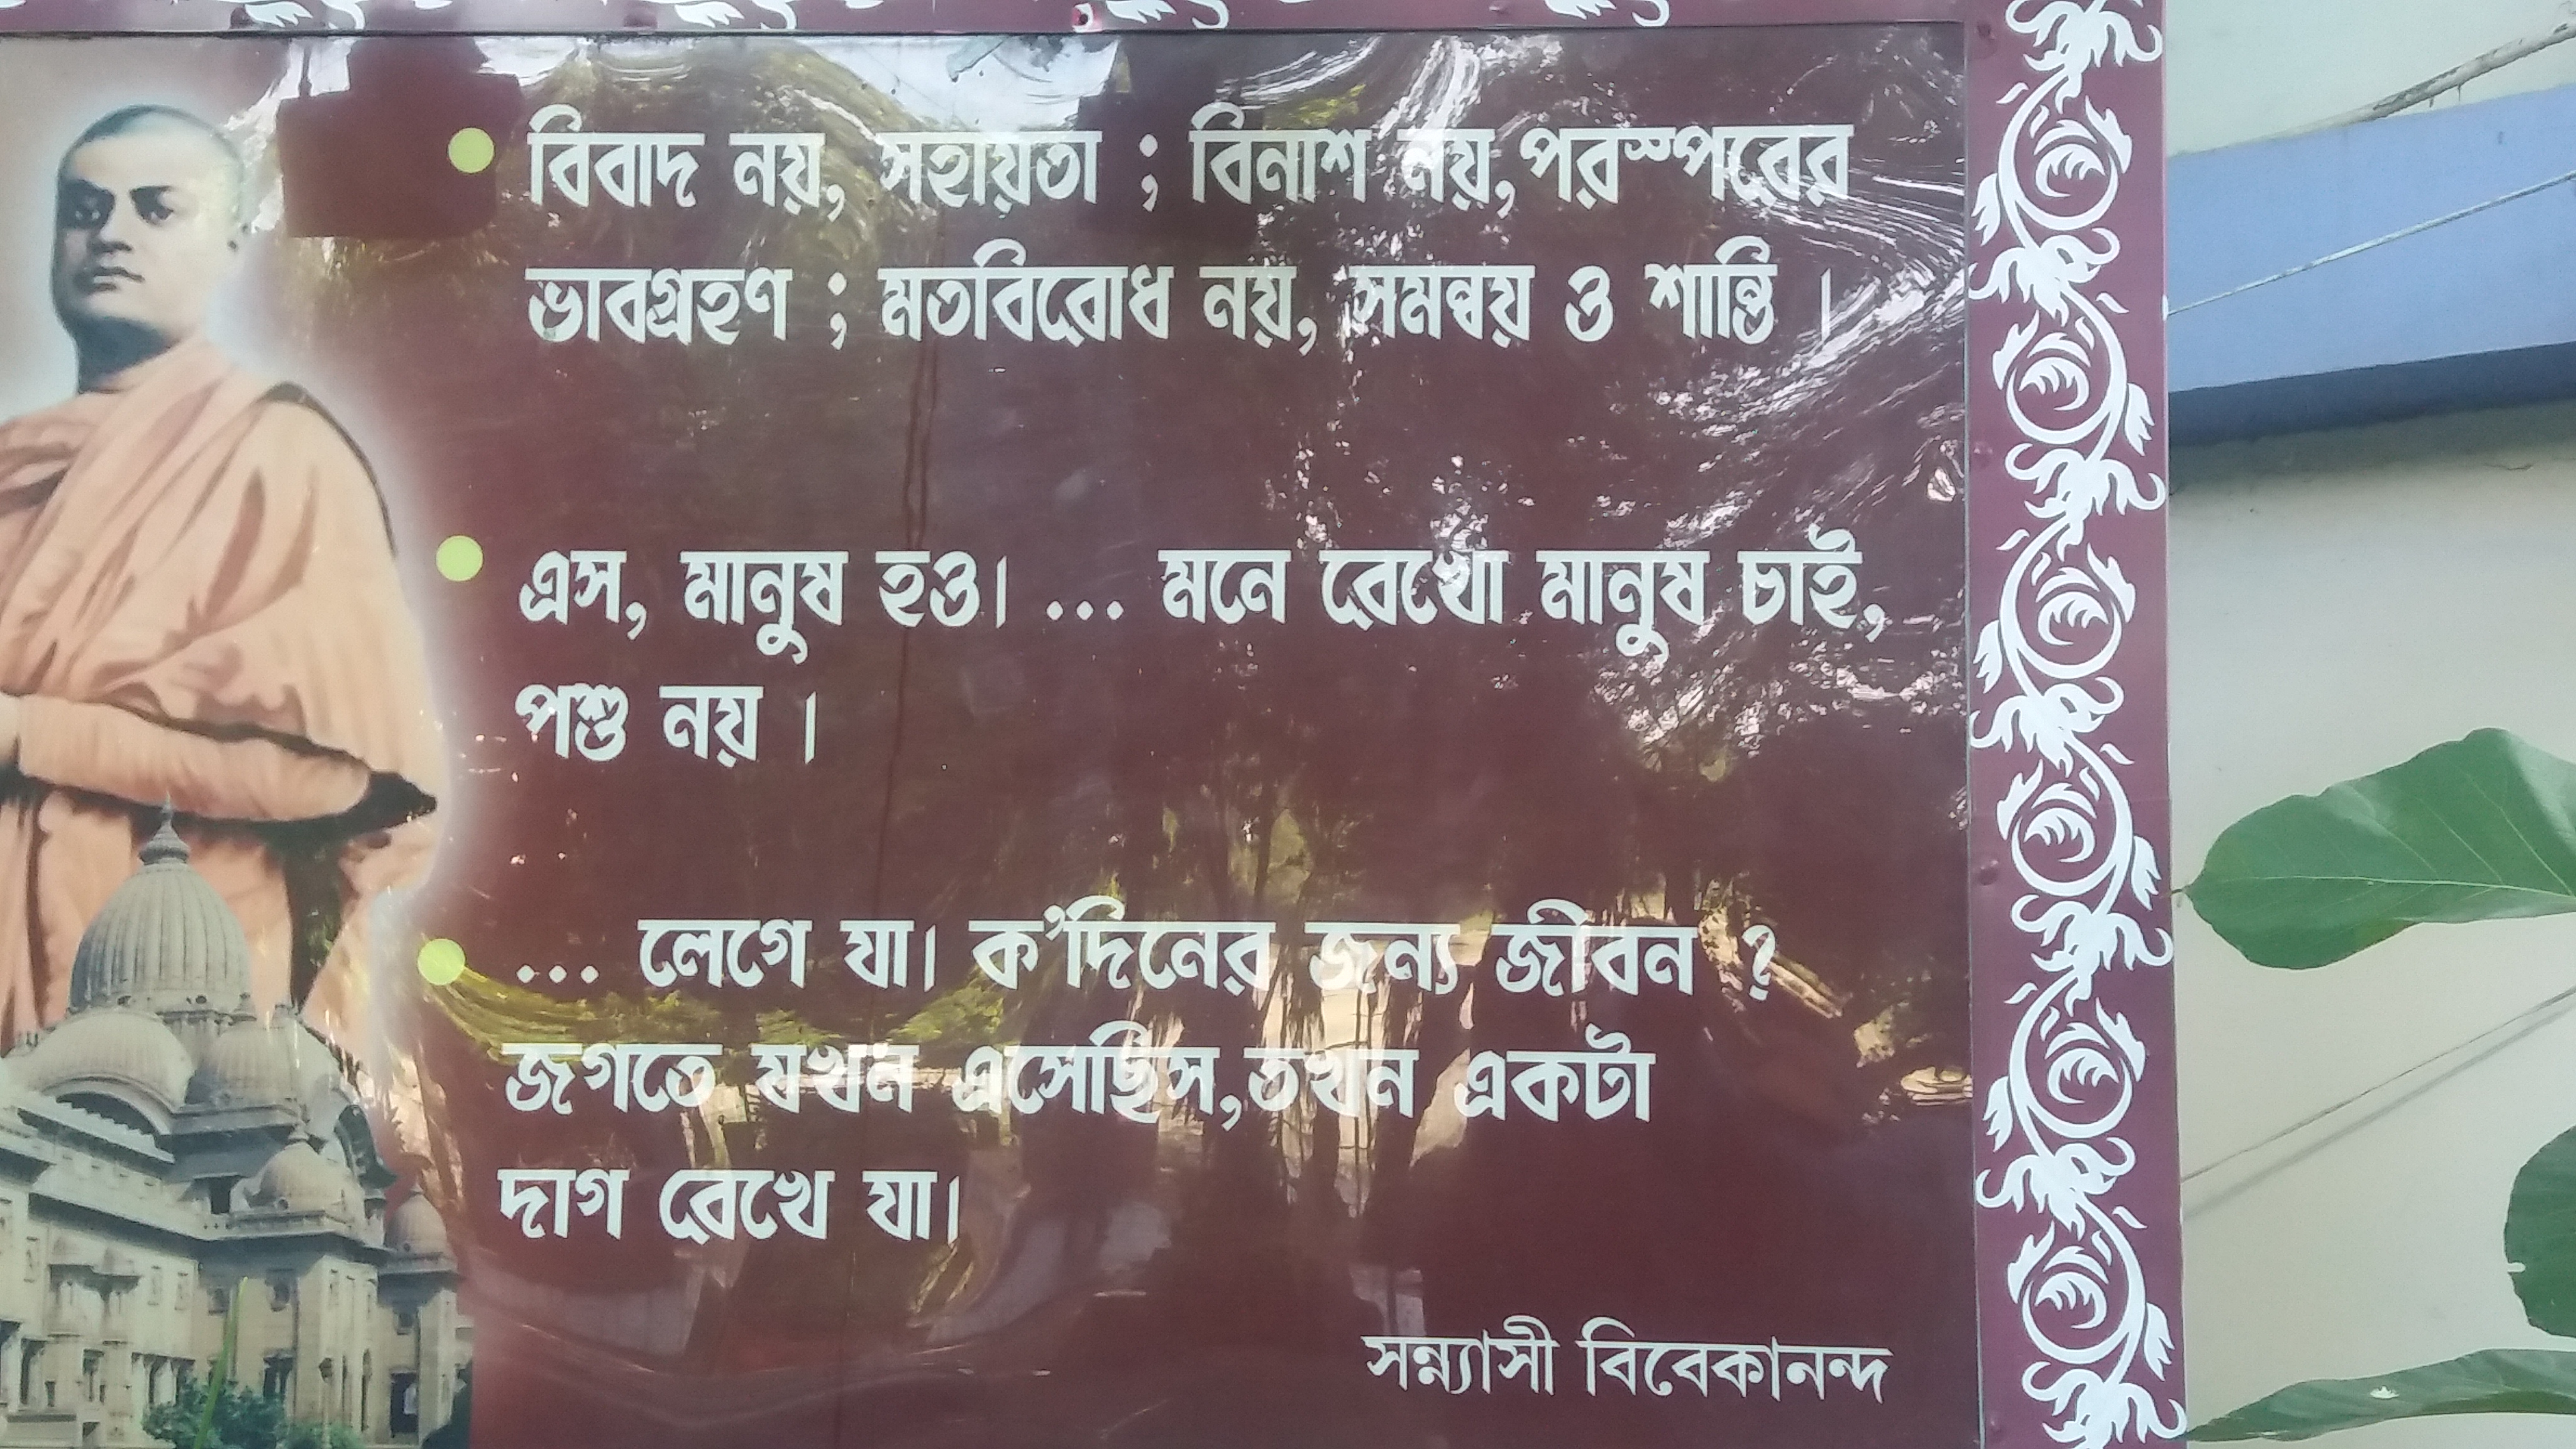 বিবাদ নয়, সহায়তা ; বিনাশ নয়,পরস্পরের
ভাবগ্রহণ ; মতবিরোধ নয়, সমন্বয় ও শান্তি ।
এস, মানুষ হও। ... মনে রেখো মানুষ চাই,
পশু নয় ।
... লেগে যা। ক'দিনের জন্য জীবন ?
জগতে যখন এসেছিস,তখন একটা
দাগ রেখে যা।
সন্ন্যাসী বিবেকানন্দ